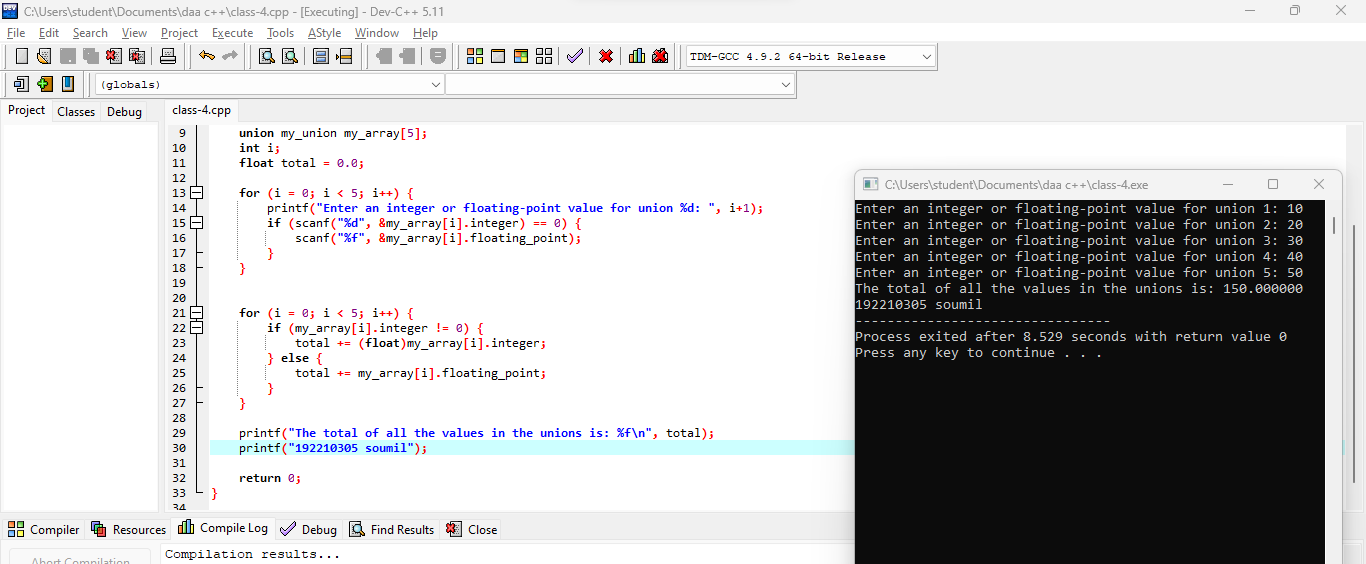 C:\Users\student\Documents\daa c++\class-4.cpp - [Executing] - Dev-C++ 5.11
File Edit Search View Project Execute Tools AStyle Window Help
TDM-GCC 4.9.2 64-bit Release
(globals)
Project Classes Debug class-4.cpp
9 union my_union my_array[5];
10 int i;
11 float total = 0.0;
12
13 for (i = 0; i < 5; i++) {
14 printf("Enter an integer or floating-point value for union %d: ", i+1);
15 if (scanf("%d", &my_array[i].integer) == 0) {
16 scanf("%f", &my_array[i].floating_point);
17 }
18 }
19
20
21 for (i = 0; i < 5; i++) {
22 if (my_array[i].integer != 0) {
23 total += (float)my_array[i].integer;
24 } else {
25 total += my_array[i].floating_point;
26 }
27 }
28
29 printf("The total of all the values in the unions is: %f\n", total);
30 printf("192210305 soumil");
31
32 return 0;
33 }
34
C:\Users\student\Documents\daa c++\class-4.exe
Enter an integer or floating-point value for union 1: 10
Enter an integer or floating-point value for union 2: 20
Enter an integer or floating-point value for union 3: 30
Enter an integer or floating-point value for union 4: 40
Enter an integer or floating-point value for union 5: 50
The total of all the values in the unions is: 150.000000
192210305 soumil
--------------------------------
Process exited after 8.529 seconds with return value 0
Press any key to continue . . .
Compiler Resources Compile Log Debug Find Results Close
Abort Compilation
Compilation results...